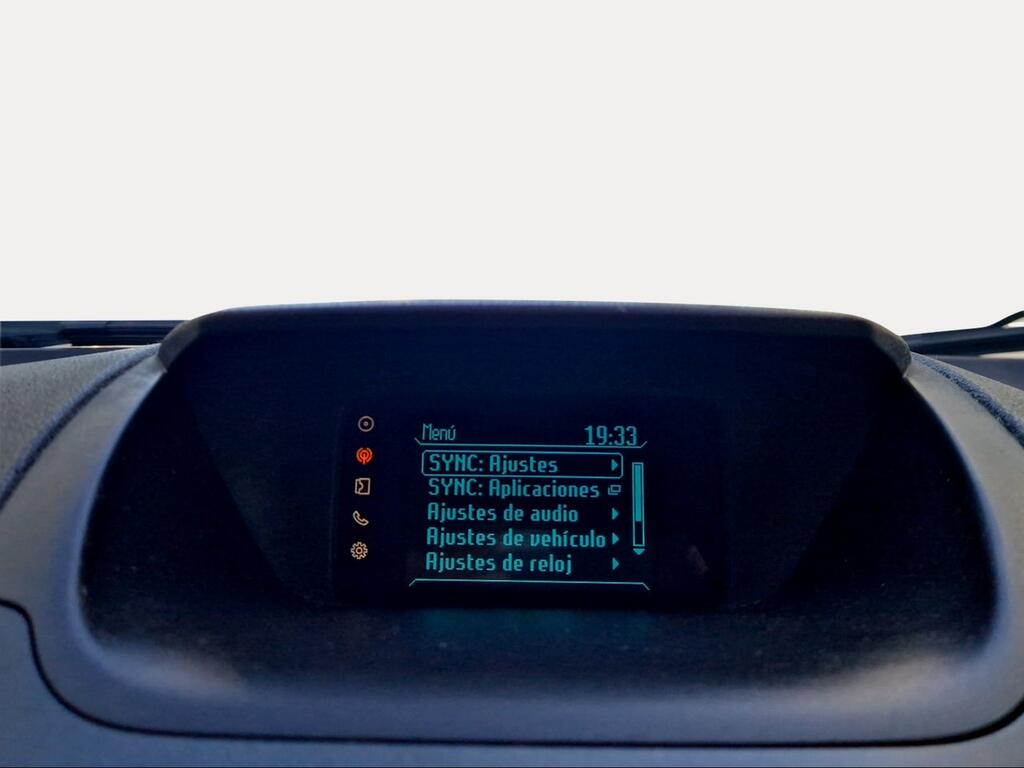 Menú 19:33
SYNC: Ajustes
SYNC: Aplicaciones
Ajustes de audio
Ajustes de vehículo
Ajustes de reloj